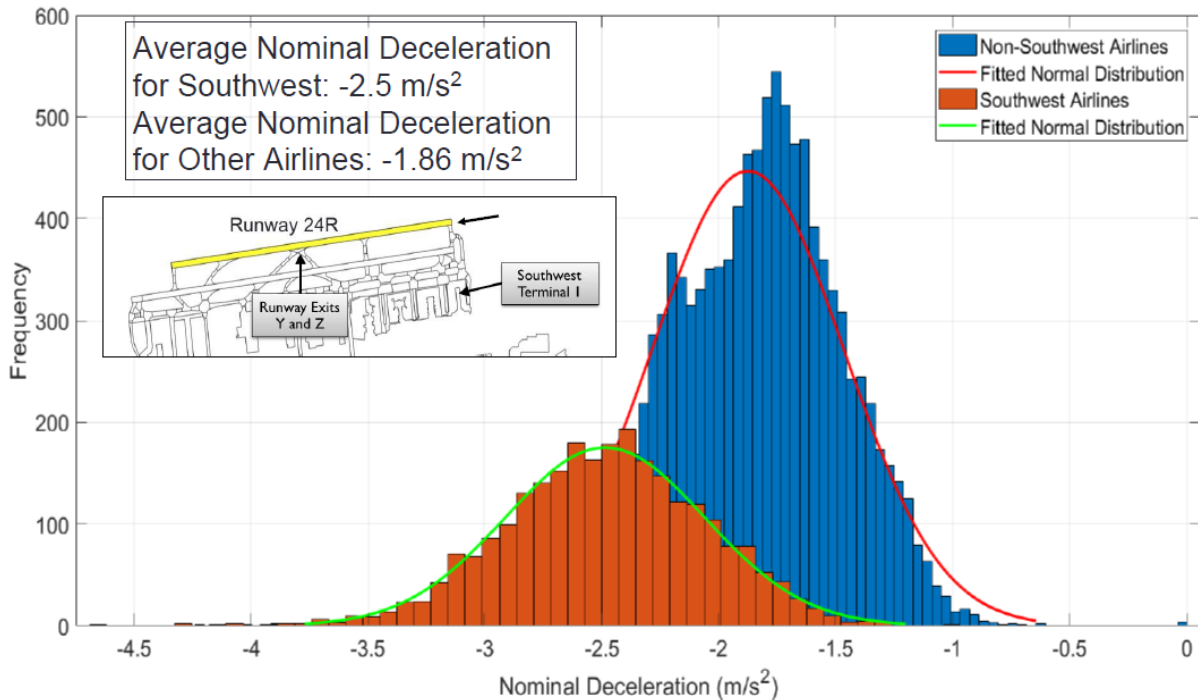 Average Nominal Deceleration
for Southwest: -2.5 m/s²
Average Nominal Deceleration
for Other Airlines: -1.86 m/s²
Non-Southwest Airlines
Fitted Normal Distribution
Southwest Airlines
Fitted Normal Distribution
Runway 24R
Runway Exits
Y and Z
Southwest
Terminal 1
Frequency
600
500
400
300
200
100
0
-4.5
-4
-3.5
-3
-2.5
-2
-1.5
-1
-0.5
0
Nominal Deceleration (m/s²)